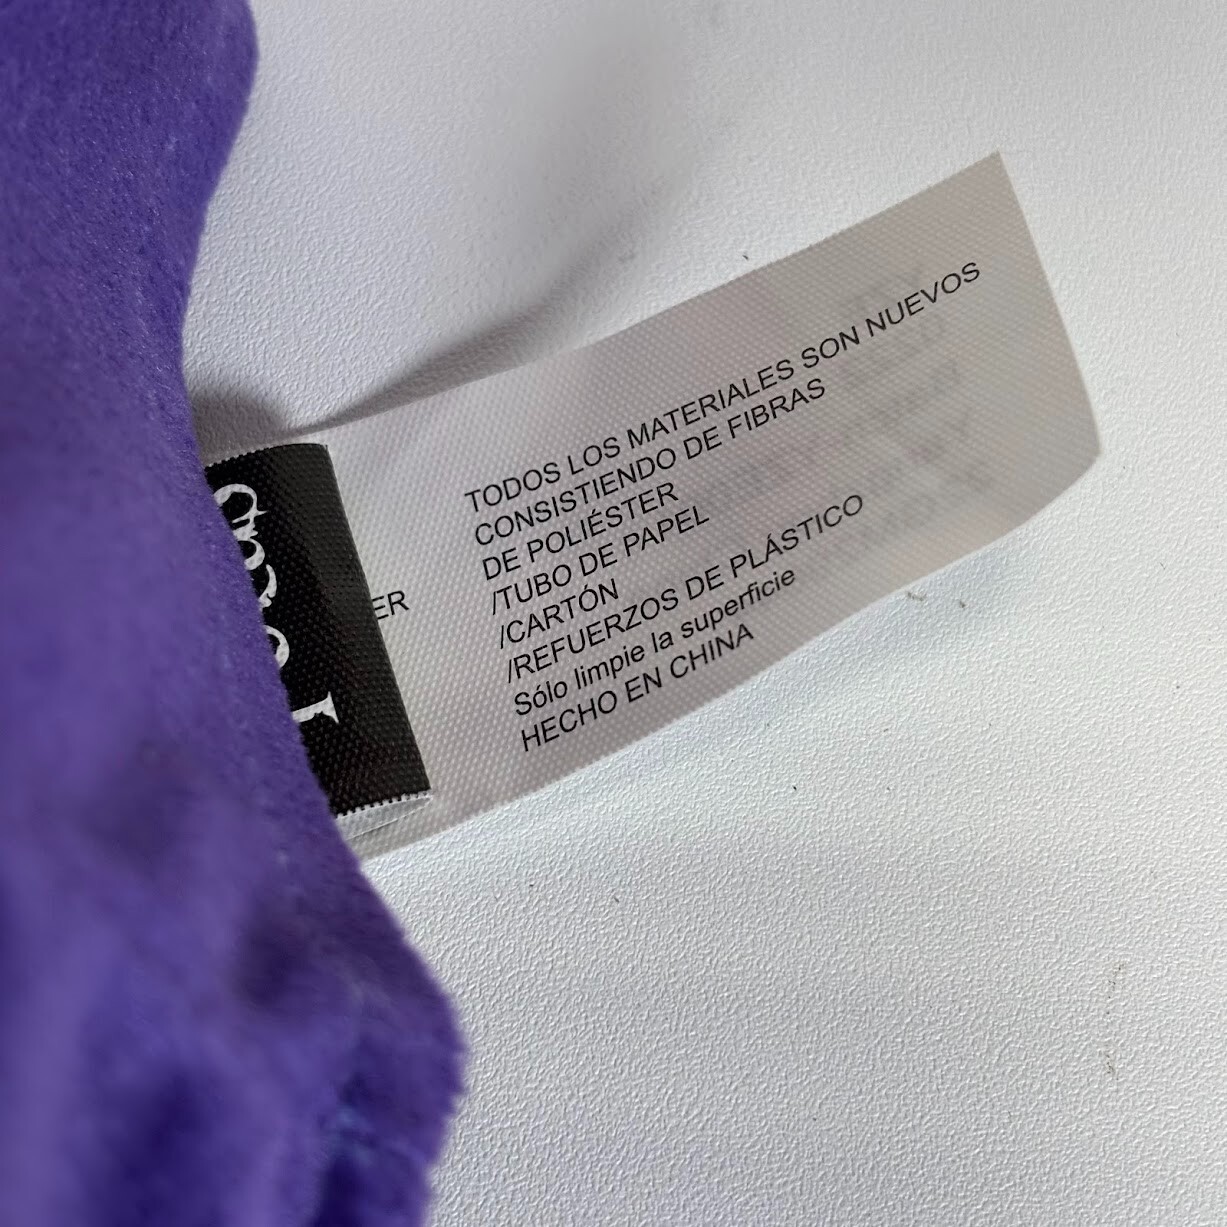 TODOS LOS MATERIALES SON NUEVOS
CONSISTIENDO DE FIBRAS
DE POLIÉSTER
/TUBO DE PAPEL
/CARTÓN
/REFUERZOS DE PLÁSTICO
Sólo limpie la superficie
HECHO EN CHINA
ER